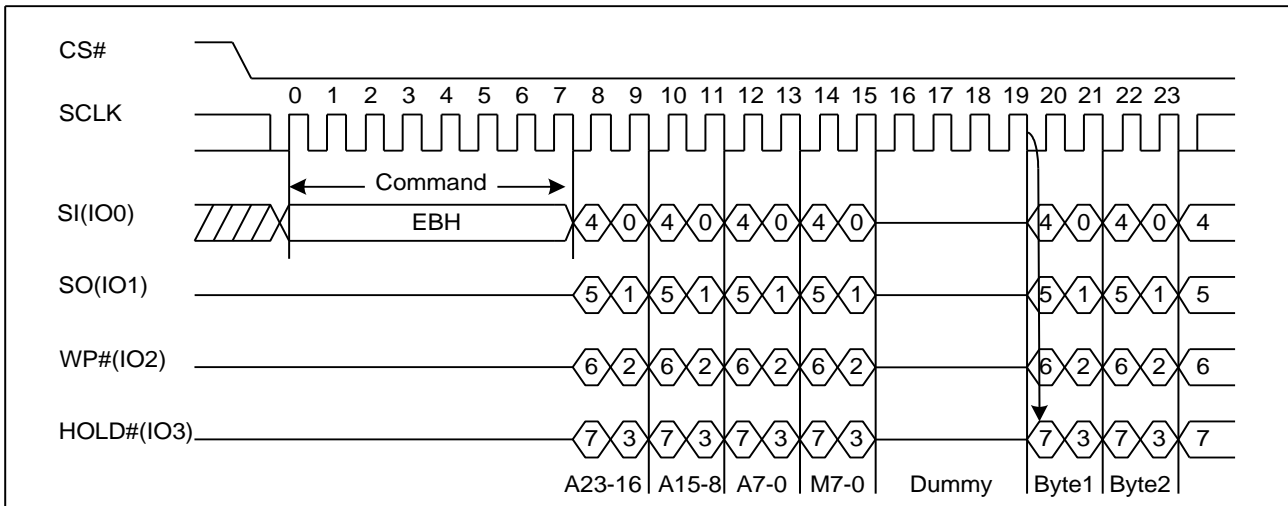 CS#
0 1 2 3 4 5 6 7 8 9 10 11 12 13 14 15 16 17 18 19 20 21 22 23
SCLK
Command
SI(IO0)
EBH
4 0 4 0 4 0 4 0 4 0 4 0 4
SO(IO1)
5 1 5 1 5 1 5 1 5 1 5 1 5
WP#(IO2)
6 2 6 2 6 2 6 2 6 2 6 2 6
HOLD#(IO3)
7 3 7 3 7 3 7 3 7 3 7 3 7
A23-16 A15-8 A7-0 M7-0 Dummy Byte1 Byte2